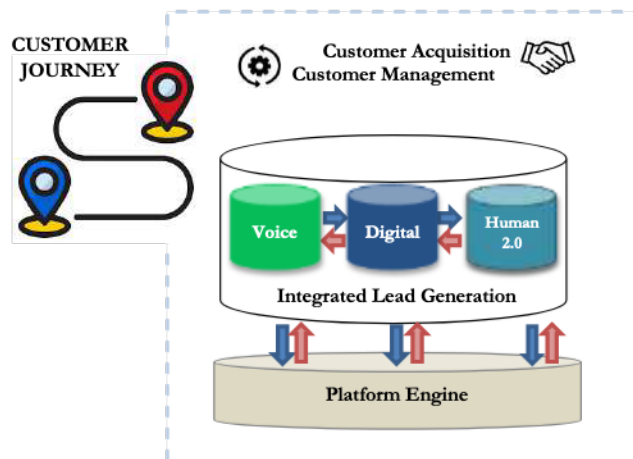 CUSTOMER
JOURNEY
Customer Acquisition
Customer Management
Voice
Digital
Human
2.0
Integrated Lead Generation
Platform Engine